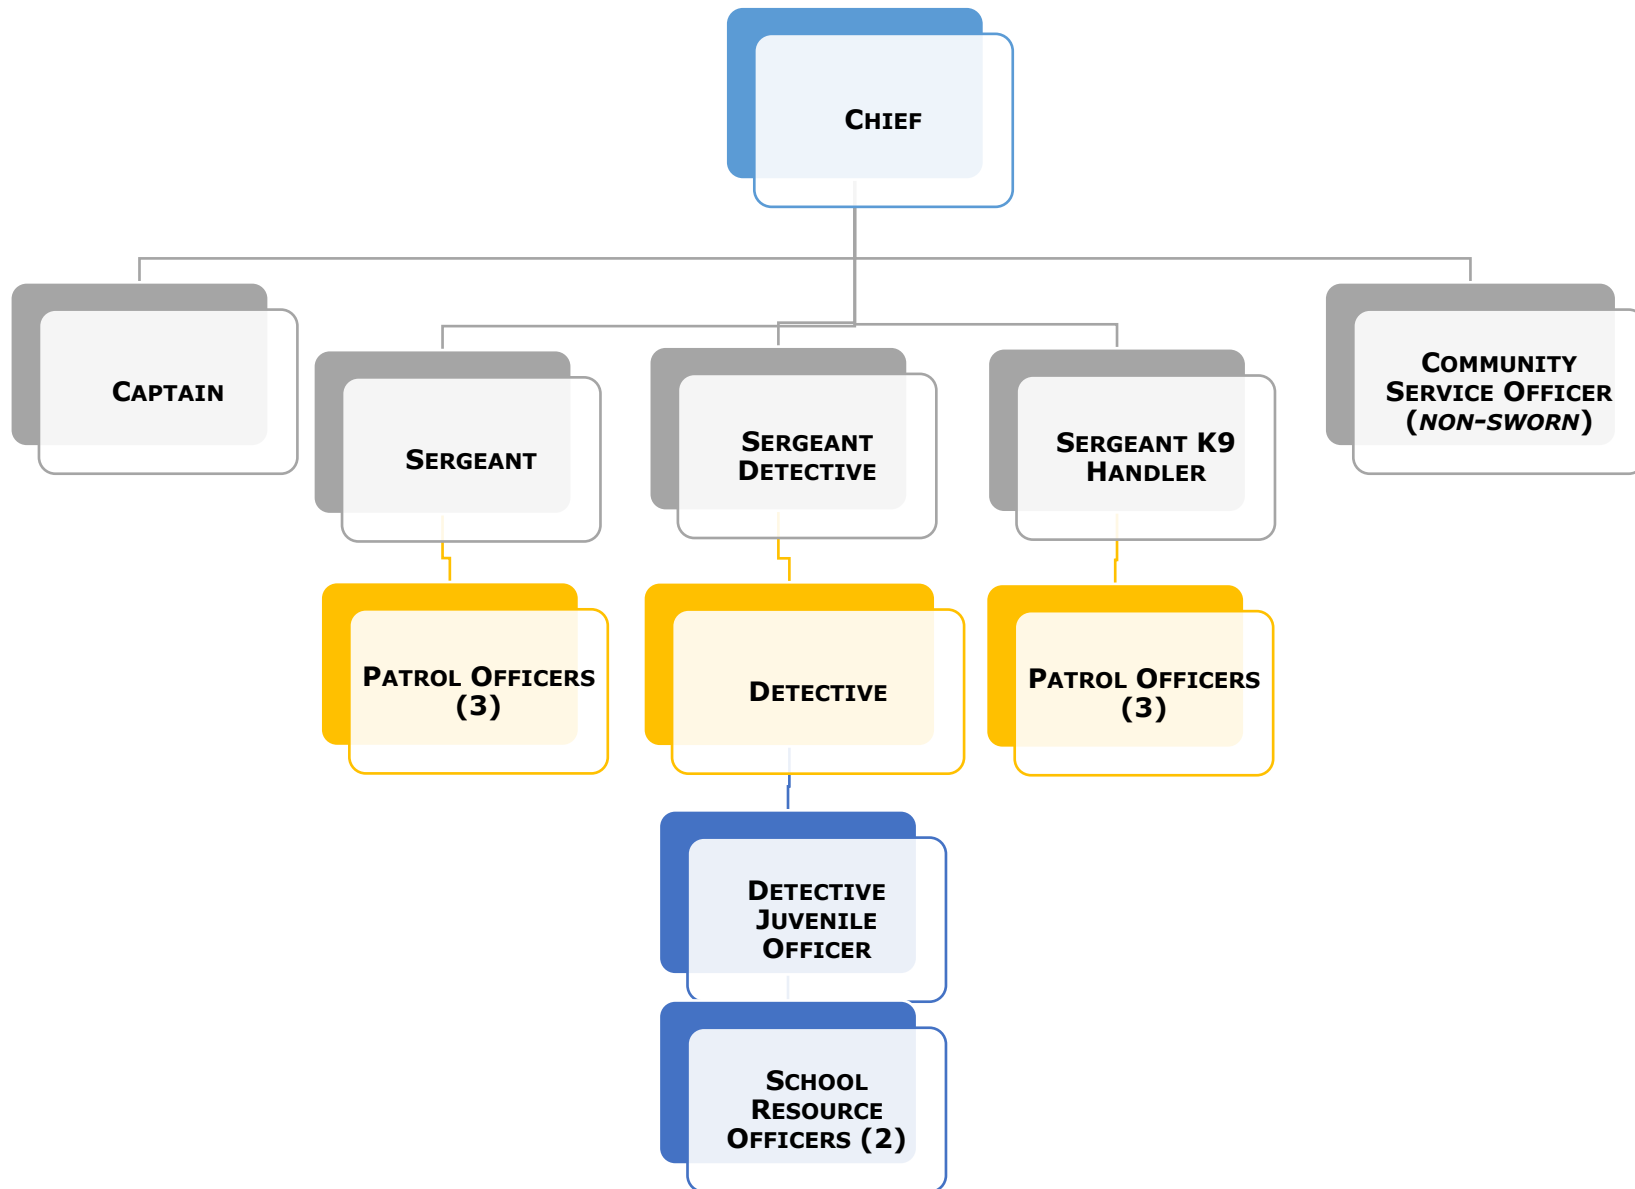 CHIEF
CAPTAIN
SERGEANT
SERGEANT
DETECTIVE
SERGEANT K9
HANDLER
COMMUNITY
SERVICE OFFICER
(NON-SWORN)
PATROL OFFICERS
(3)
DETECTIVE
PATROL OFFICERS
(3)
DETECTIVE
JUVENILE
OFFICER
SCHOOL
RESOURCE
OFFICERS (2)